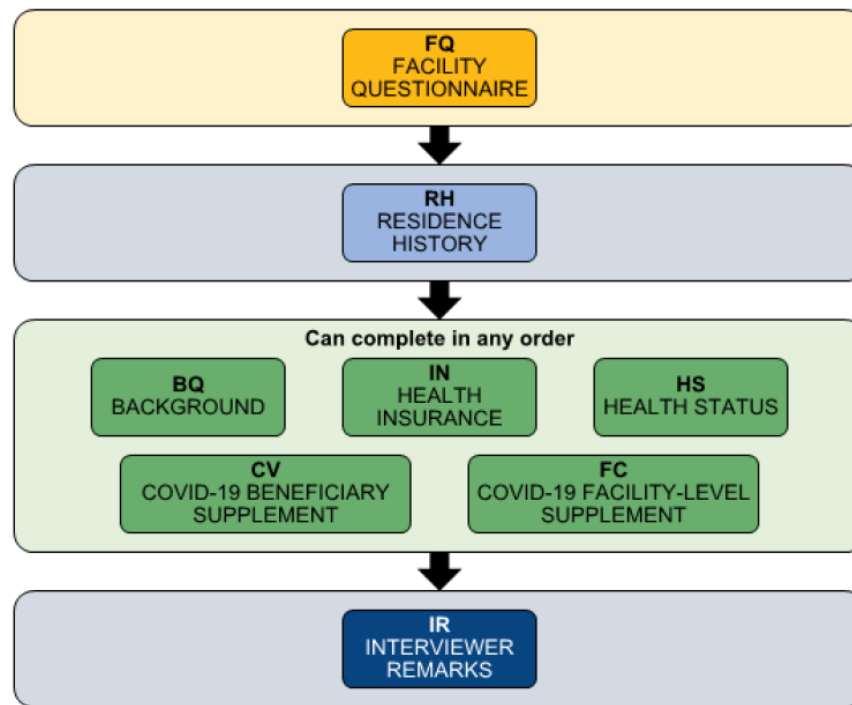 FQ
FACILITY
QUESTIONNAIRE
RH
RESIDENCE
HISTORY
Can complete in any order
BQ
BACKGROUND
IN
HEALTH
INSURANCE
HS
HEALTH STATUS
CV
COVID-19 BENEFICIARY
SUPPLEMENT
FC
COVID-19 FACILITY-LEVEL
SUPPLEMENT
IR
INTERVIEWER
REMARKS